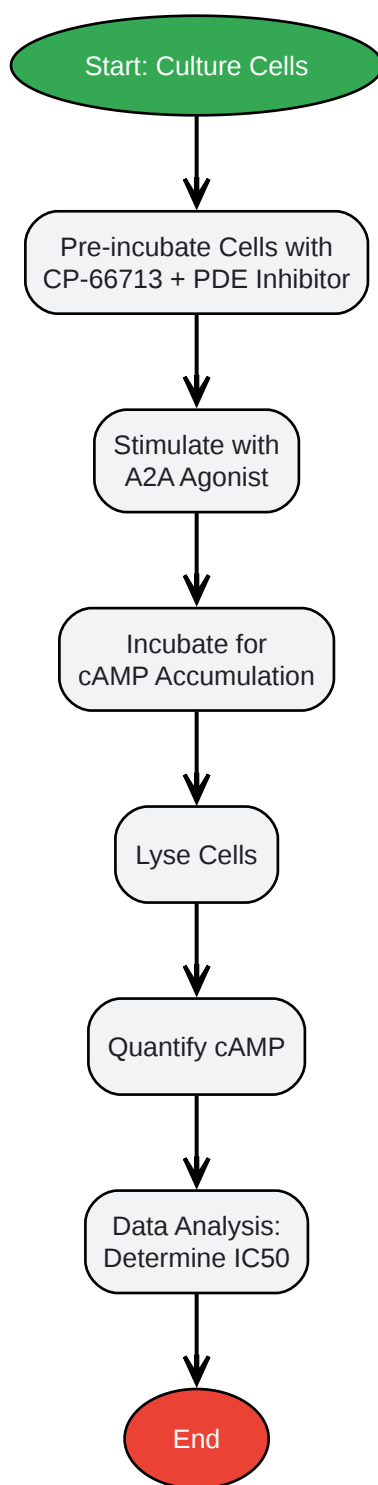 Start: Culture Cells
Pre-incubate Cells with
CP-66713 + PDE Inhibitor
Stimulate with
A2A Agonist
Incubate for
cAMP Accumulation
Lyse Cells
Quantify cAMP
Data Analysis:
Determine IC50
End